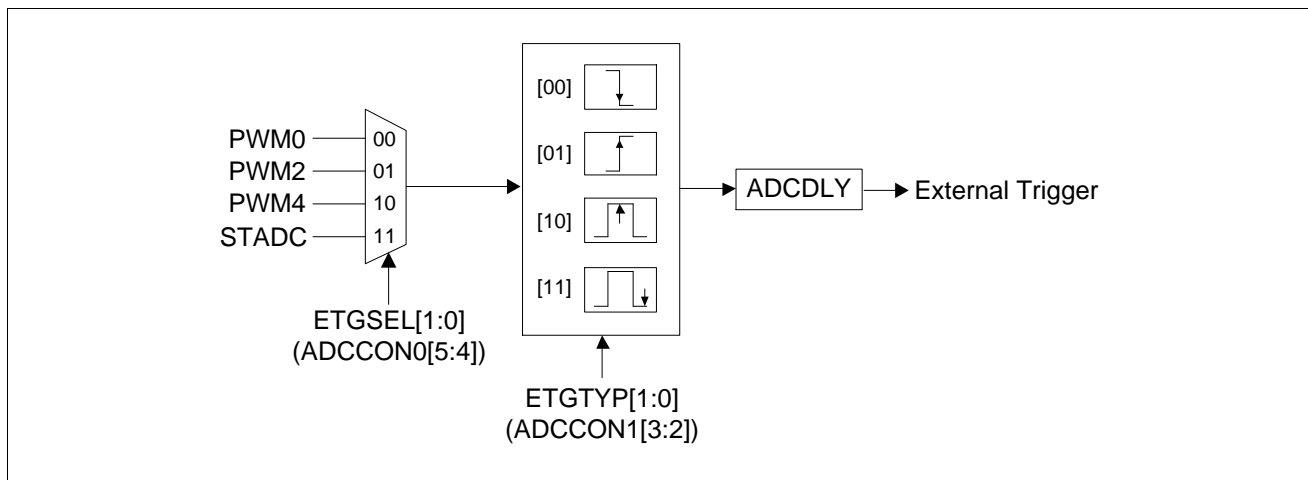 PWM0
PWM2
PWM4
STADC
00
01
10
11
ETGSEL[1:0]
(ADCCON0[5:4])
[00]
[01]
[10]
[11]
ETGTYP[1:0]
(ADCCON1[3:2])
ADCDLY
External Trigger